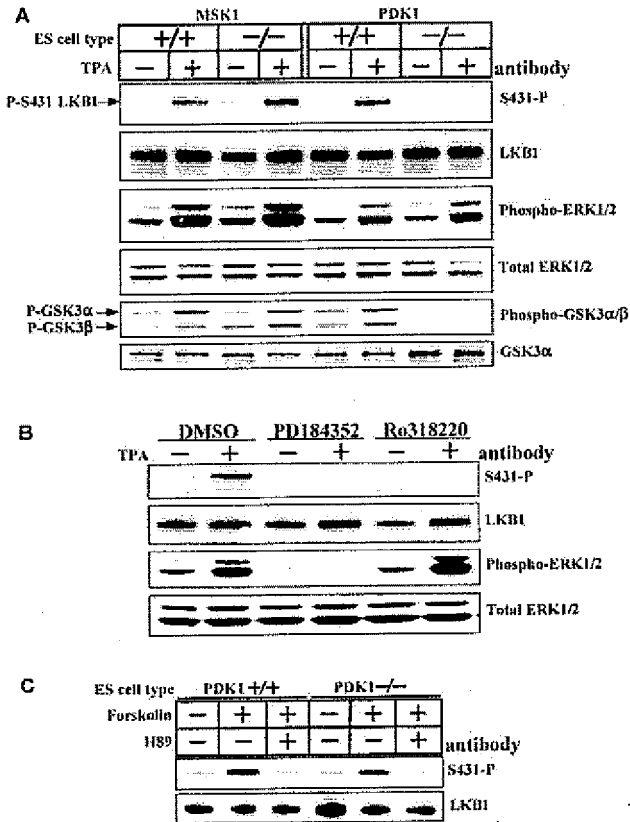 A
MSK1 PDK1
ES cell type +/+ −/− +/+ −/−
TPA − + − + − + − + antibody
P-S431 LKB1 S431-P
LKB1
Phospho-ERK1/2
Total ERK1/2
P-GSK3α
P-GSK3β Phospho-GSK3α/β
GSK3α
B
DMSO PD184352 Ro318220
TPA − + − + − + antibody
S431-P
LKB1
Phospho-ERK1/2
Total ERK1/2
C
ES cell type PDK1+/+ PDK1−/−
Forskolin − + + − + +
H89 − − + − − + antibody
S431-P
LKB1